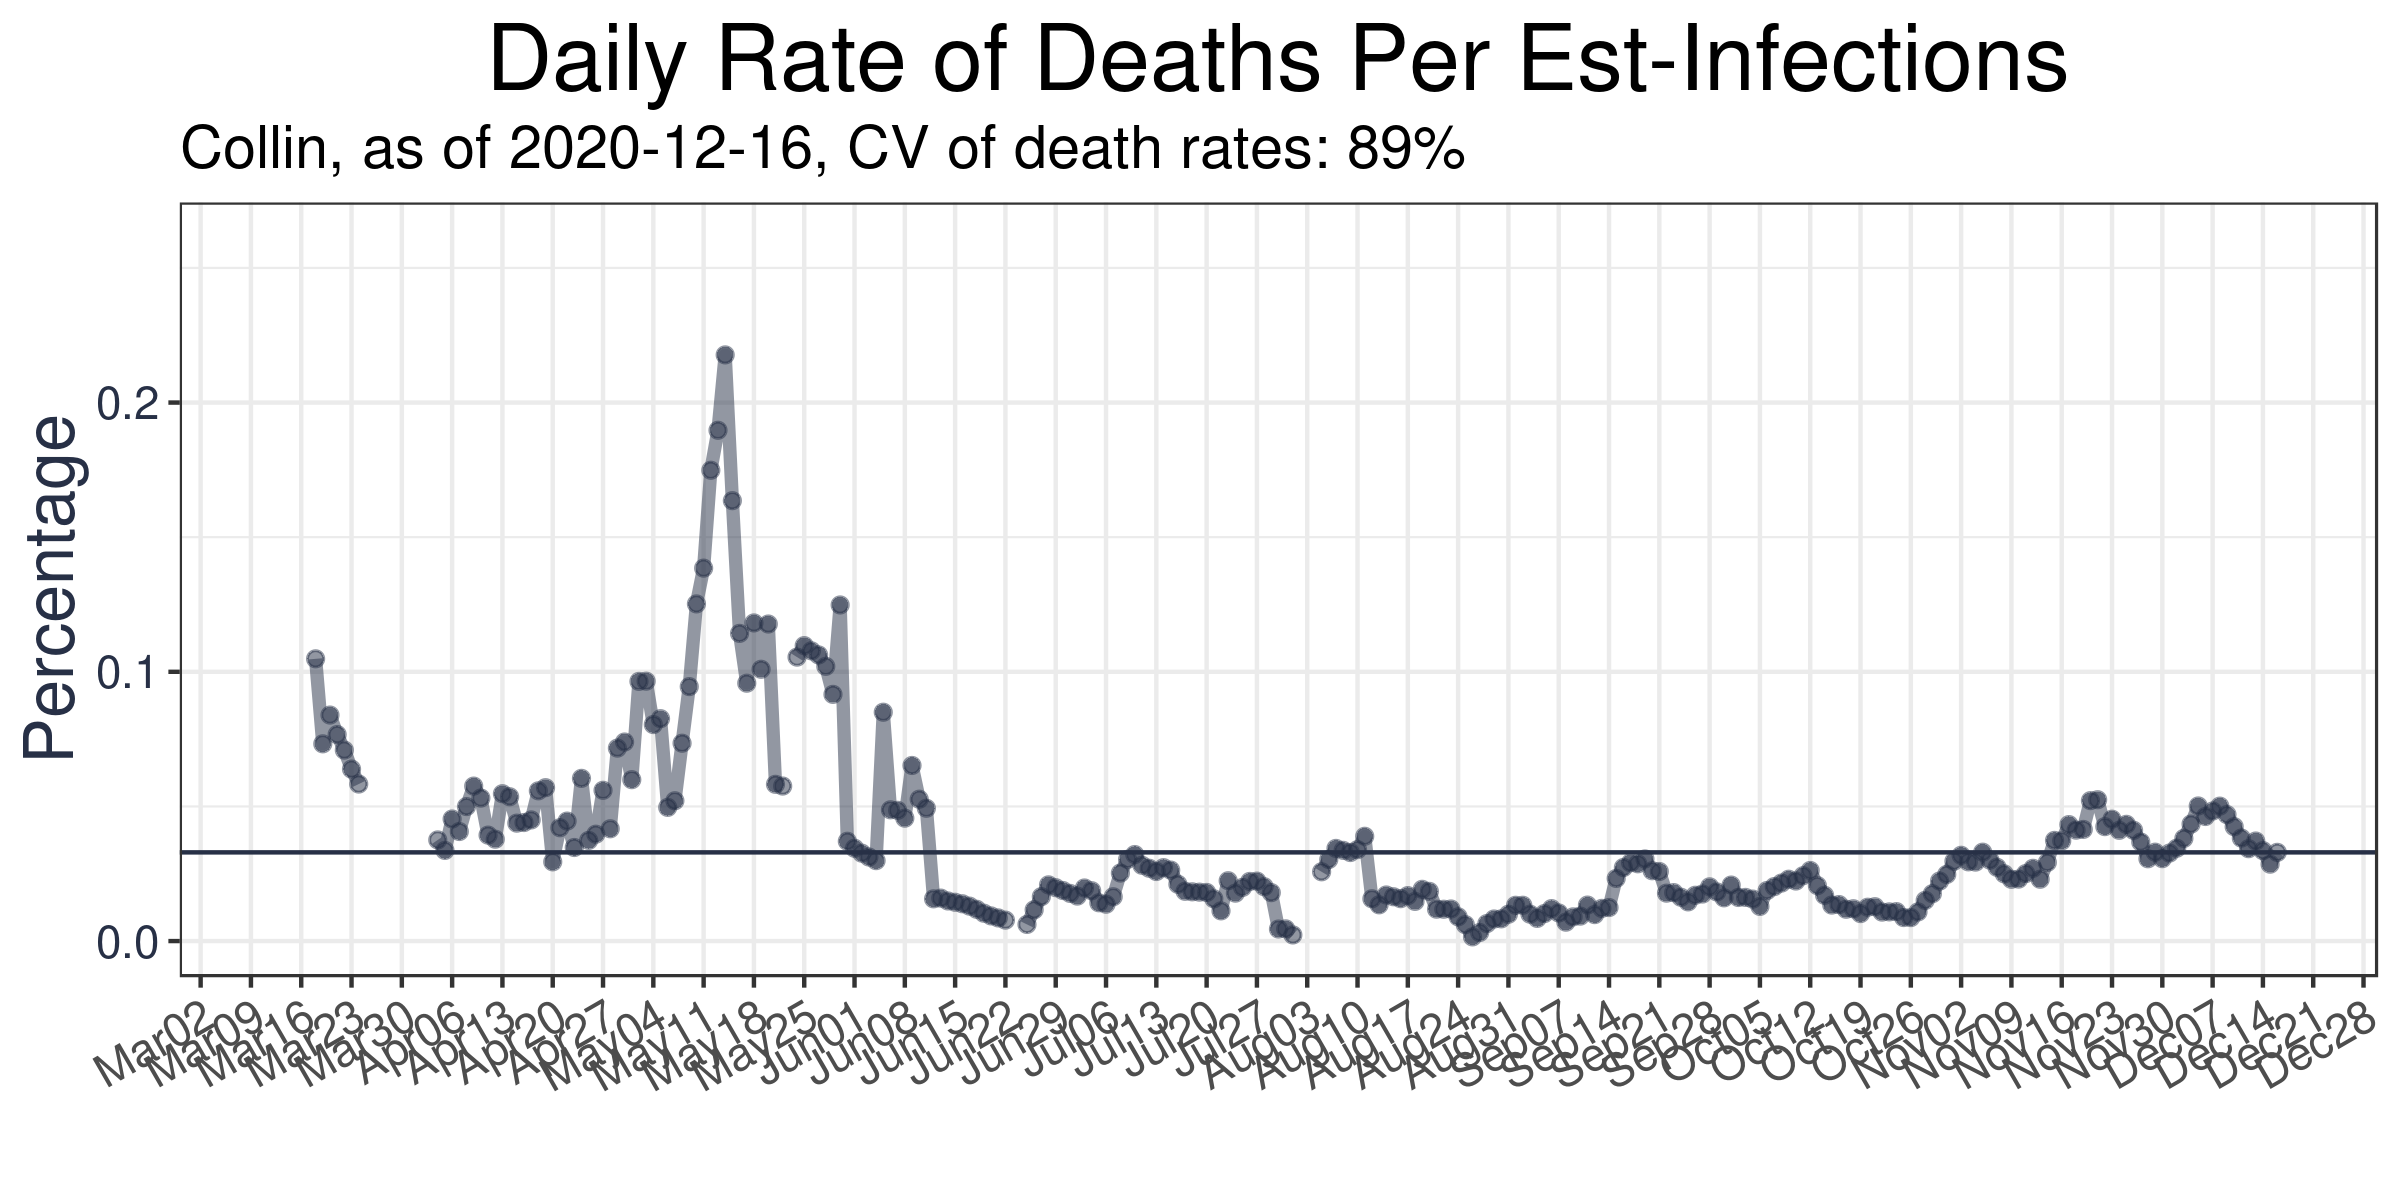 Daily Rate of Deaths Per Est-Infections
Collin, as of 2020-12-16, CV of death rates: 89%
Percentage
0.2
0.1
0.0
Mar02 Mar09 Mar16 Mar23 Mar30 Apr06 Apr13 Apr20 Apr27 May04 May11 May18 May25 Jun01 Jun08 Jun15 Jun22 Jun29 Jul06 Jul13 Jul20 Jul27 Aug03 Aug10 Aug17 Aug24 Aug31 Sep07 Sep14 Sep21 Sep28 Oct05 Oct12 Oct19 Oct26 Nov02 Nov09 Nov16 Nov23 Nov30 Dec07 Dec14 Dec21 Dec28